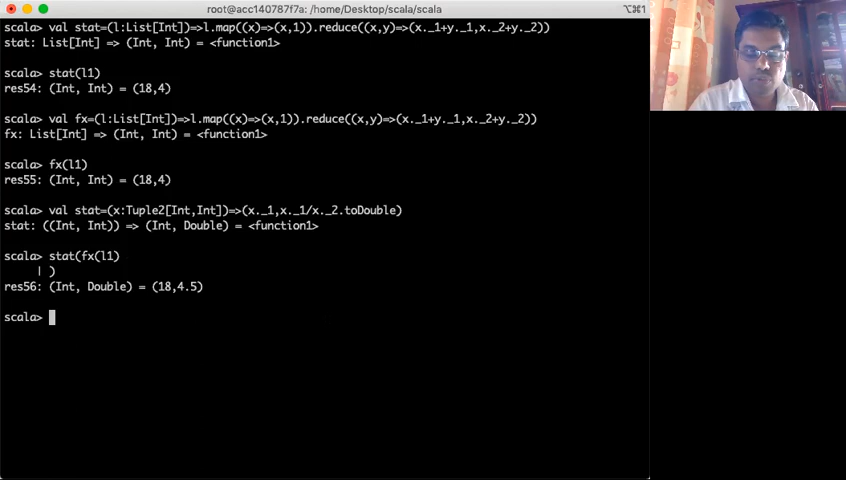 root@acc140787f7a: /home/Desktop/scala/scala
⌥⌘1
scala> val stat=(l:List[Int])=>l.map((x)=>(x,1)).reduce((x,y)=>(x._1+y._1,x._2+y._2))
stat: List[Int] => (Int, Int) = <function1>
scala> stat(l1)
res54: (Int, Int) = (18,4)
scala> val fx=(l:List[Int])=>l.map((x)=>(x,1)).reduce((x,y)=>(x._1+y._1,x._2+y._2))
fx: List[Int] => (Int, Int) = <function1>
scala> fx(l1)
res55: (Int, Int) = (18,4)
scala> val stat=(x:Tuple2[Int,Int])=>(x._1,x._1/x._2.toDouble)
stat: ((Int, Int)) => (Int, Double) = <function1>
scala> stat(fx(l1)
| )
res56: (Int, Double) = (18,4.5)
scala>